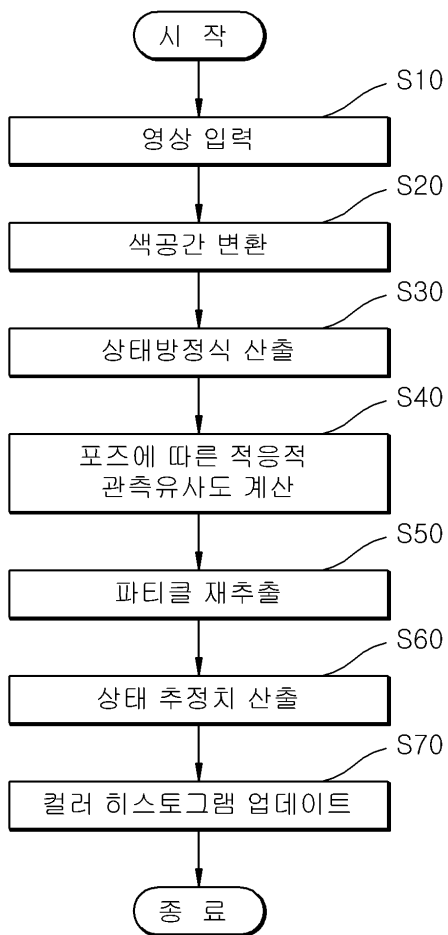 시 작
S10
영상 입력
S20
색공간 변환
S30
상태방정식 산출
S40
포즈에 따른 적응적
관측유사도 계산
S50
파티클 재추출
S60
상태 추정치 산출
S70
컬러 히스토그램 업데이트
종 료